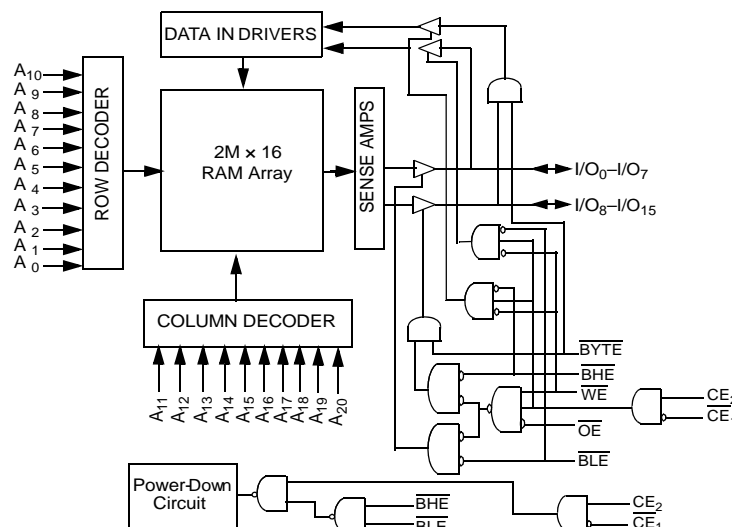 DATA IN DRIVERS
A10
A9
A8
A7
A6
A5
A4
A3
A2
A1
A0
ROW DECODER
2M × 16
RAM Array
SENSE AMPS
I/O0–I/O7
I/O8–I/O15
COLUMN DECODER
A11
A12
A13
A14
A15
A16
A17
A18
A19
A20
BYTE
BHE
WE
OE
BLE
CE
CE
Power-Down
Circuit
BHE
BLE
CE2
CE1